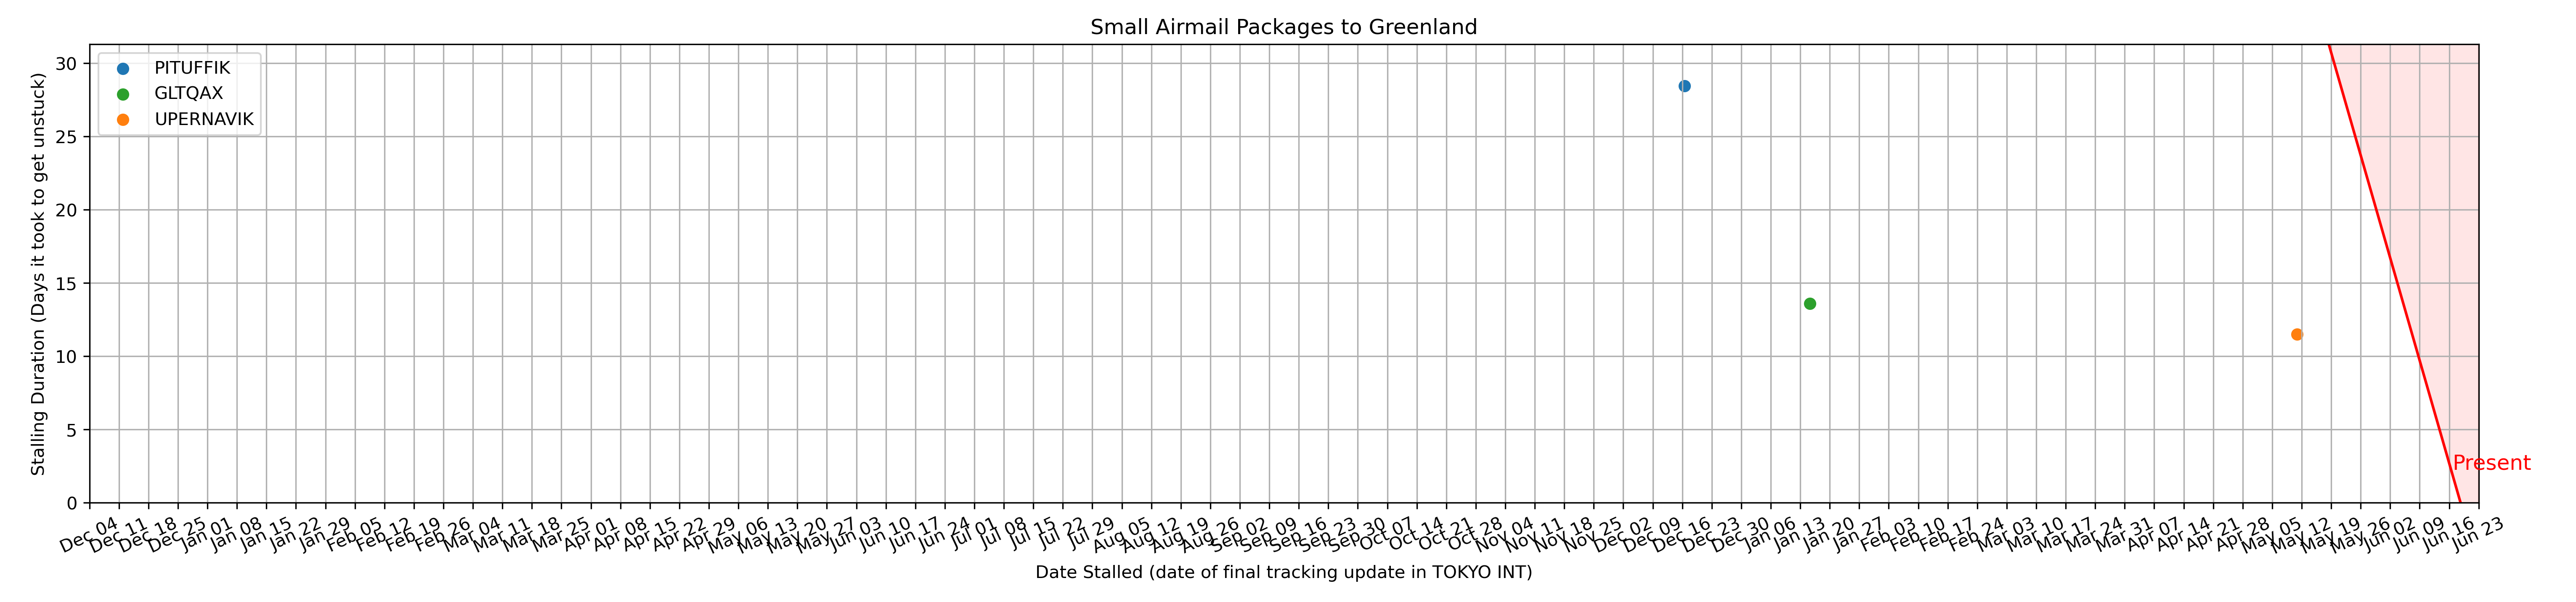 Small Airmail Packages to Greenland
PITUFFIK
GLTQAX
UPERNAVIK
Stalling Duration (Days it took to get unstuck)
30
25
20
15
10
5
0
Present
Dec 04
Dec 11
Dec 18
Dec 25
Jan 01
Jan 08
Jan 15
Jan 22
Jan 29
Feb 05
Feb 12
Feb 19
Feb 26
Mar 04
Mar 11
Mar 18
Mar 25
Apr 01
Apr 08
Apr 15
Apr 22
Apr 29
May 06
May 13
May 20
May 27
Jun 03
Jun 10
Jun 17
Jun 24
Jul 01
Jul 08
Jul 15
Jul 22
Jul 29
Aug 05
Aug 12
Aug 19
Aug 26
Sep 02
Sep 09
Sep 16
Sep 23
Sep 30
Oct 07
Oct 14
Oct 21
Oct 28
Nov 04
Nov 11
Nov 18
Nov 25
Dec 02
Dec 09
Dec 16
Dec 23
Dec 30
Jan 06
Jan 13
Jan 20
Jan 27
Feb 03
Feb 10
Feb 17
Feb 24
Mar 03
Mar 10
Mar 17
Mar 24
Mar 31
Apr 07
Apr 14
Apr 21
Apr 28
May 05
May 12
May 19
May 26
Jun 02
Jun 09
Jun 16
Jun 23
Date Stalled (date of final tracking update in TOKYO INT)